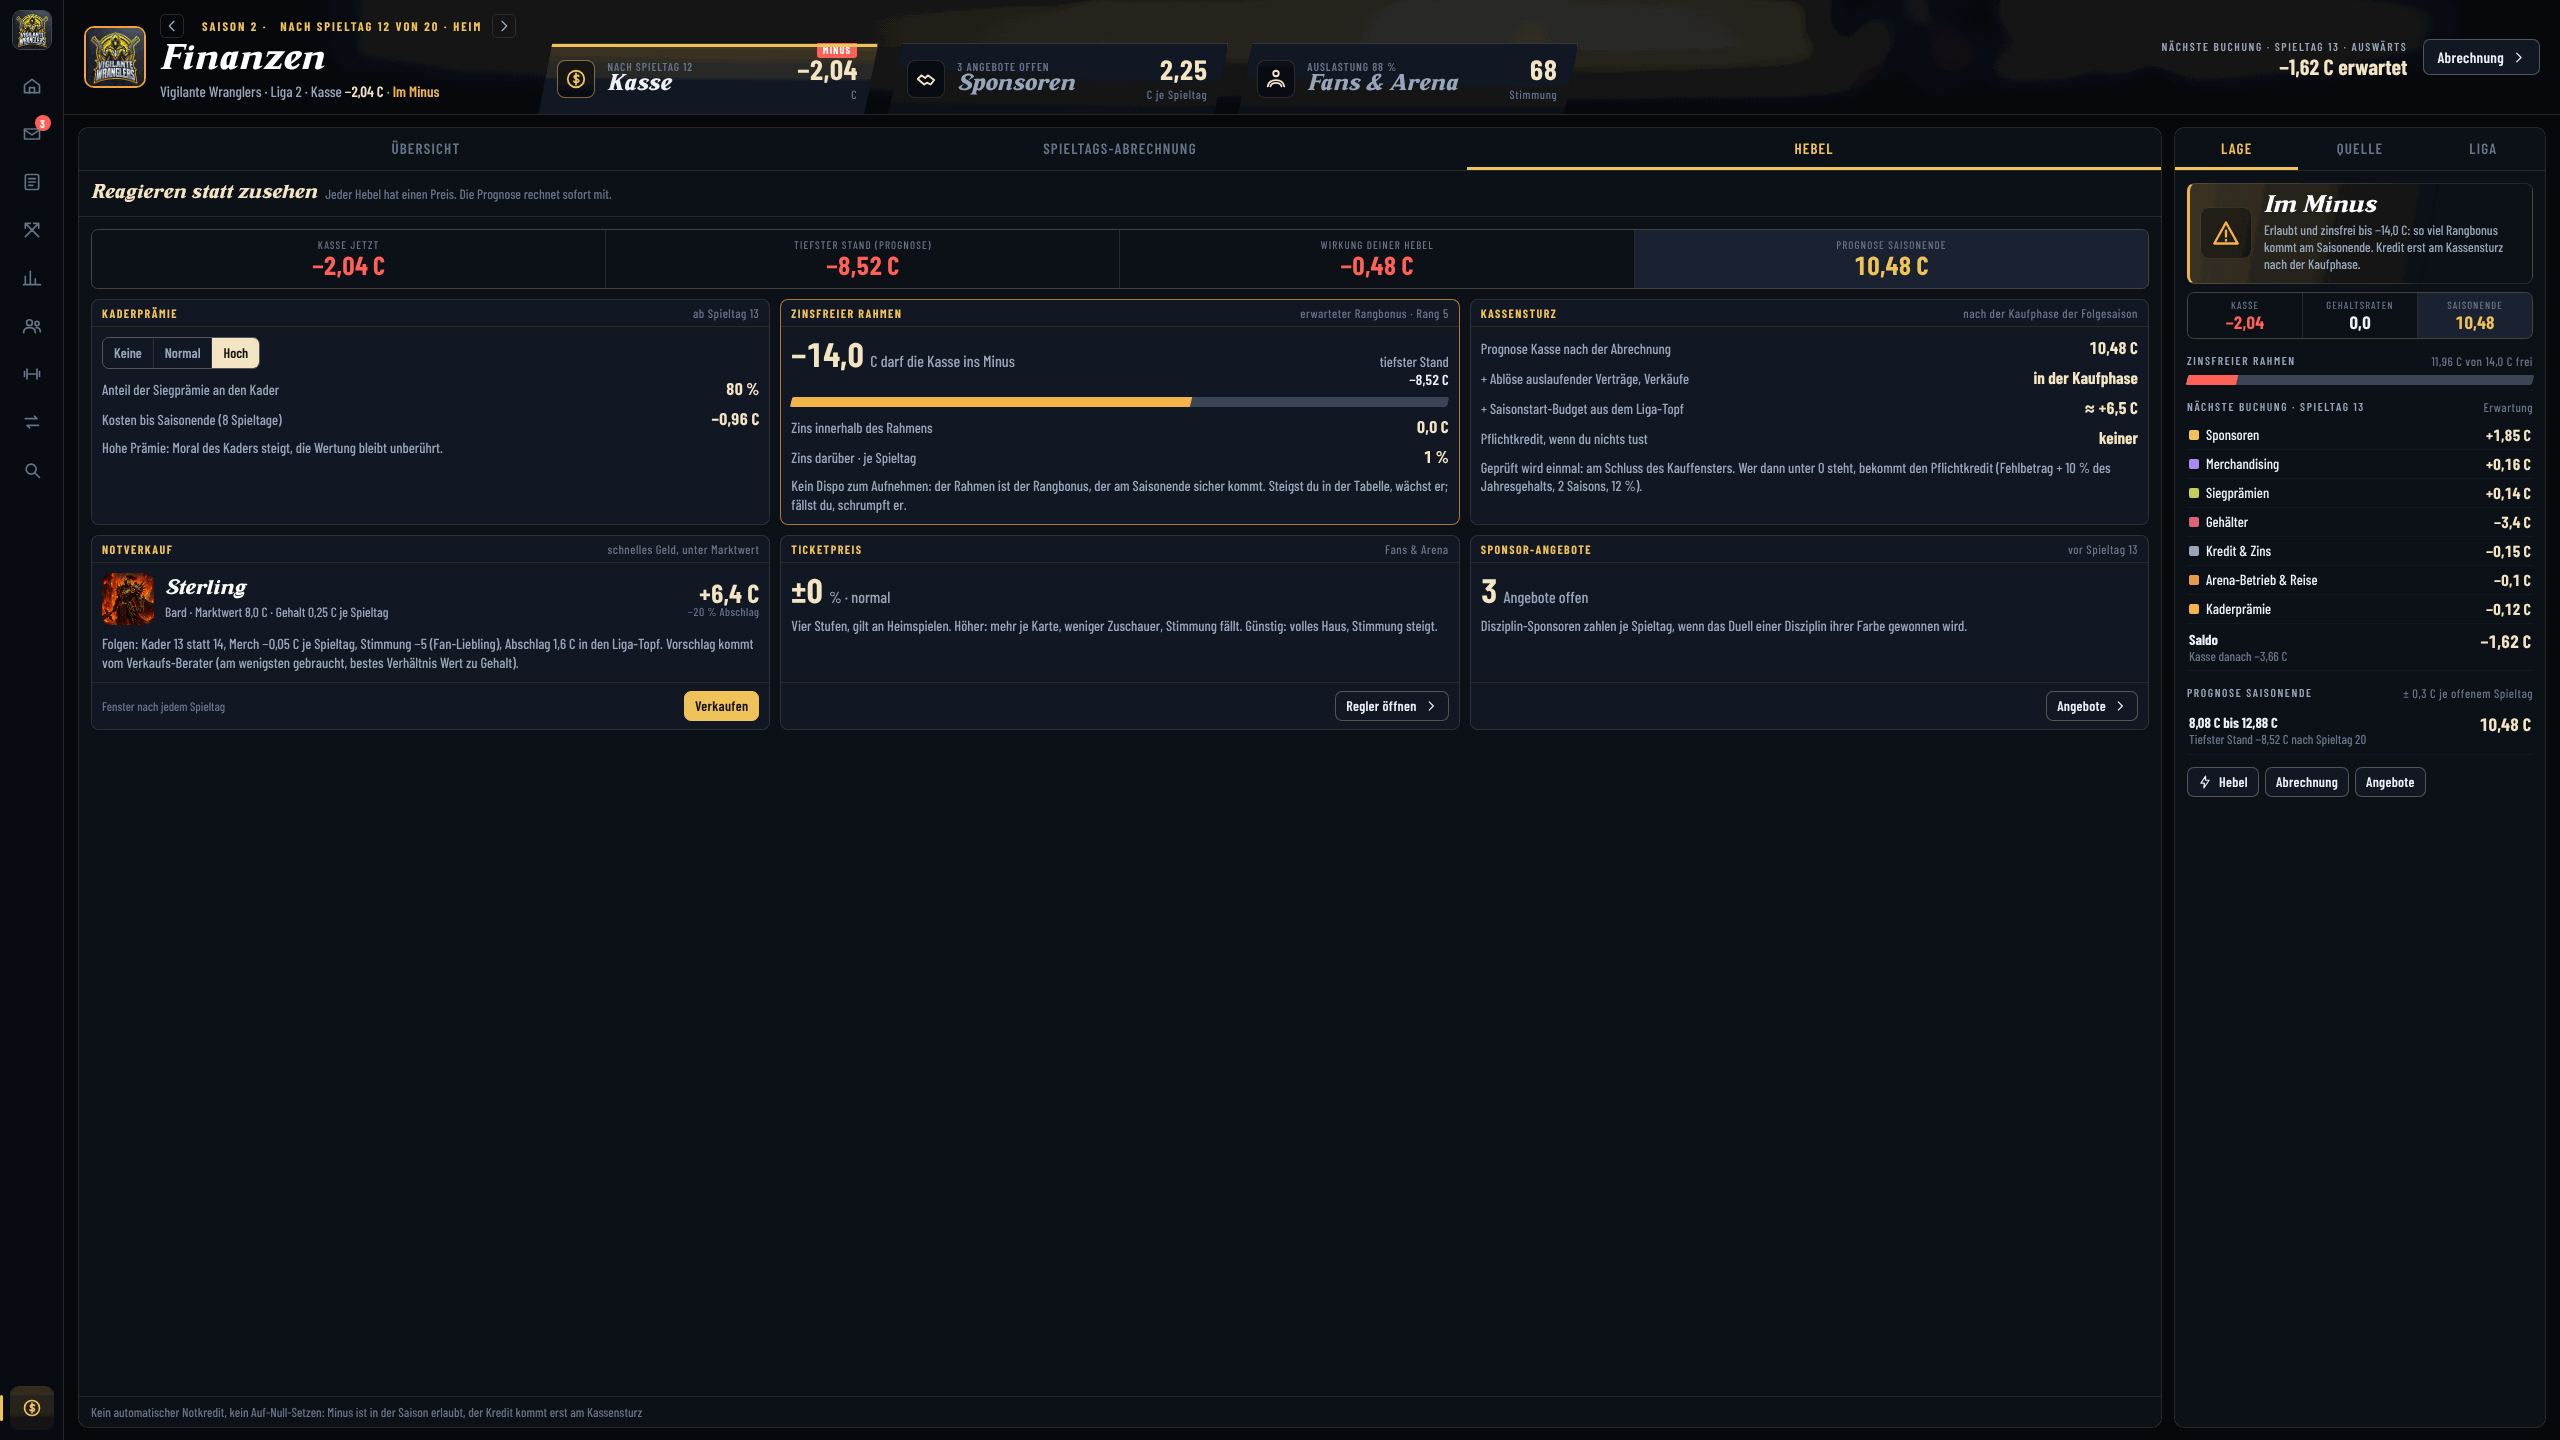 SAISON 2 · NACH SPIELTAG 12 VON 20 · HEIM
Finanzen
Vigilante Wranglers · Liga 2 · Kasse −2,04 C · Im Minus
VIGILANTE
WRANGLERS
3
NACH SPIELTAG 12
Kasse
MINUS
−2,04
C
3 ANGEBOTE OFFEN
Sponsoren
2,25
C je Spieltag
AUSLASTUNG 88 %
Fans & Arena
68
Stimmung
NÄCHSTE BUCHUNG · SPIELTAG 13 · AUSWÄRTS
−1,62 C erwartet
Abrechnung
ÜBERSICHT
SPIELTAGS-ABRECHNUNG
HEBEL
Reagieren statt zusehen Jeder Hebel hat einen Preis. Die Prognose rechnet sofort mit.
KASSE JETZT
−2,04 C
TIEFSTER STAND (PROGNOSE)
−8,52 C
WIRKUNG DEINER HEBEL
−0,48 C
PROGNOSE SAISONENDE
10,48 C
KADERPRÄMIE ab Spieltag 13
Keine Normal Hoch
Anteil der Siegprämie an den Kader 80 %
Kosten bis Saisonende (8 Spieltage) −0,96 C
Hohe Prämie: Moral des Kaders steigt, die Wertung bleibt unberührt.
ZINSFREIER RAHMEN erwarteter Rangbonus · Rang 5
−14,0 C darf die Kasse ins Minus
tiefster Stand
−8,52 C
Zins innerhalb des Rahmens 0,0 C
Zins darüber · je Spieltag 1 %
Kein Dispo zum Aufnehmen: der Rahmen ist der Rangbonus, der am Saisonende sicher kommt. Steigst du in der Tabelle, wächst er;
fällst du, schrumpft er.
KASSENSTURZ nach der Kaufphase der Folgesaison
Prognose Kasse nach der Abrechnung 10,48 C
+ Ablöse auslaufender Verträge, Verkäufe in der Kaufphase
+ Saisonstart-Budget aus dem Liga-Topf ≈ +6,5 C
Pflichtkredit, wenn du nichts tust keiner
Geprüft wird einmal: am Schluss des Kauffensters. Wer dann unter 0 steht, bekommt den Pflichtkredit (Fehlbetrag + 10 % des
Jahresgehalts, 2 Saisons, 12 %).
NOTVERKAUF schnelles Geld, unter Marktwert
Sterling
Bard · Marktwert 8,0 C · Gehalt 0,25 C je Spieltag
+6,4 C
−20 % Abschlag
Folgen: Kader 13 statt 14, Merch −0,05 C je Spieltag, Stimmung −5 (Fan-Liebling), Abschlag 1,6 C in den Liga-Topf. Vorschlag kommt
vom Verkaufs-Berater (am wenigsten gebraucht, bestes Verhältnis Wert zu Gehalt).
Fenster nach jedem Spieltag
Verkaufen
TICKETPREIS Fans & Arena
±0 % · normal
Vier Stufen, gilt an Heimspielen. Höher: mehr je Karte, weniger Zuschauer, Stimmung fällt. Günstig: volles Haus, Stimmung steigt.
Regler öffnen
SPONSOR-ANGEBOTE vor Spieltag 13
3 Angebote offen
Disziplin-Sponsoren zahlen je Spieltag, wenn das Duell einer Disziplin ihrer Farbe gewonnen wird.
Angebote
Kein automatischer Notkredit, kein Auf-Null-Setzen: Minus ist in der Saison erlaubt, der Kredit kommt erst am Kassensturz
LAGE
QUELLE
LIGA
Im Minus
Erlaubt und zinsfrei bis −14,0 C: so viel Rangbonus
kommt am Saisonende. Kredit erst am Kassensturz
nach der Kaufphase.
KASSE
−2,04
GEHALTSRATEN
0,0
SAISONENDE
10,48
ZINSFREIER RAHMEN 11,96 C von 14,0 C frei
NÄCHSTE BUCHUNG · SPIELTAG 13 Erwartung
Sponsoren +1,85 C
Merchandising +0,16 C
Siegprämien +0,14 C
Gehälter −3,4 C
Kredit & Zins −0,15 C
Arena-Betrieb & Reise −0,1 C
Kaderprämie −0,12 C
Saldo −1,62 C
Kasse danach −3,66 C
PROGNOSE SAISONENDE ± 0,3 C je offenem Spieltag
8,08 C bis 12,88 C 10,48 C
Tiefster Stand −8,52 C nach Spieltag 20
Hebel Abrechnung Angebote